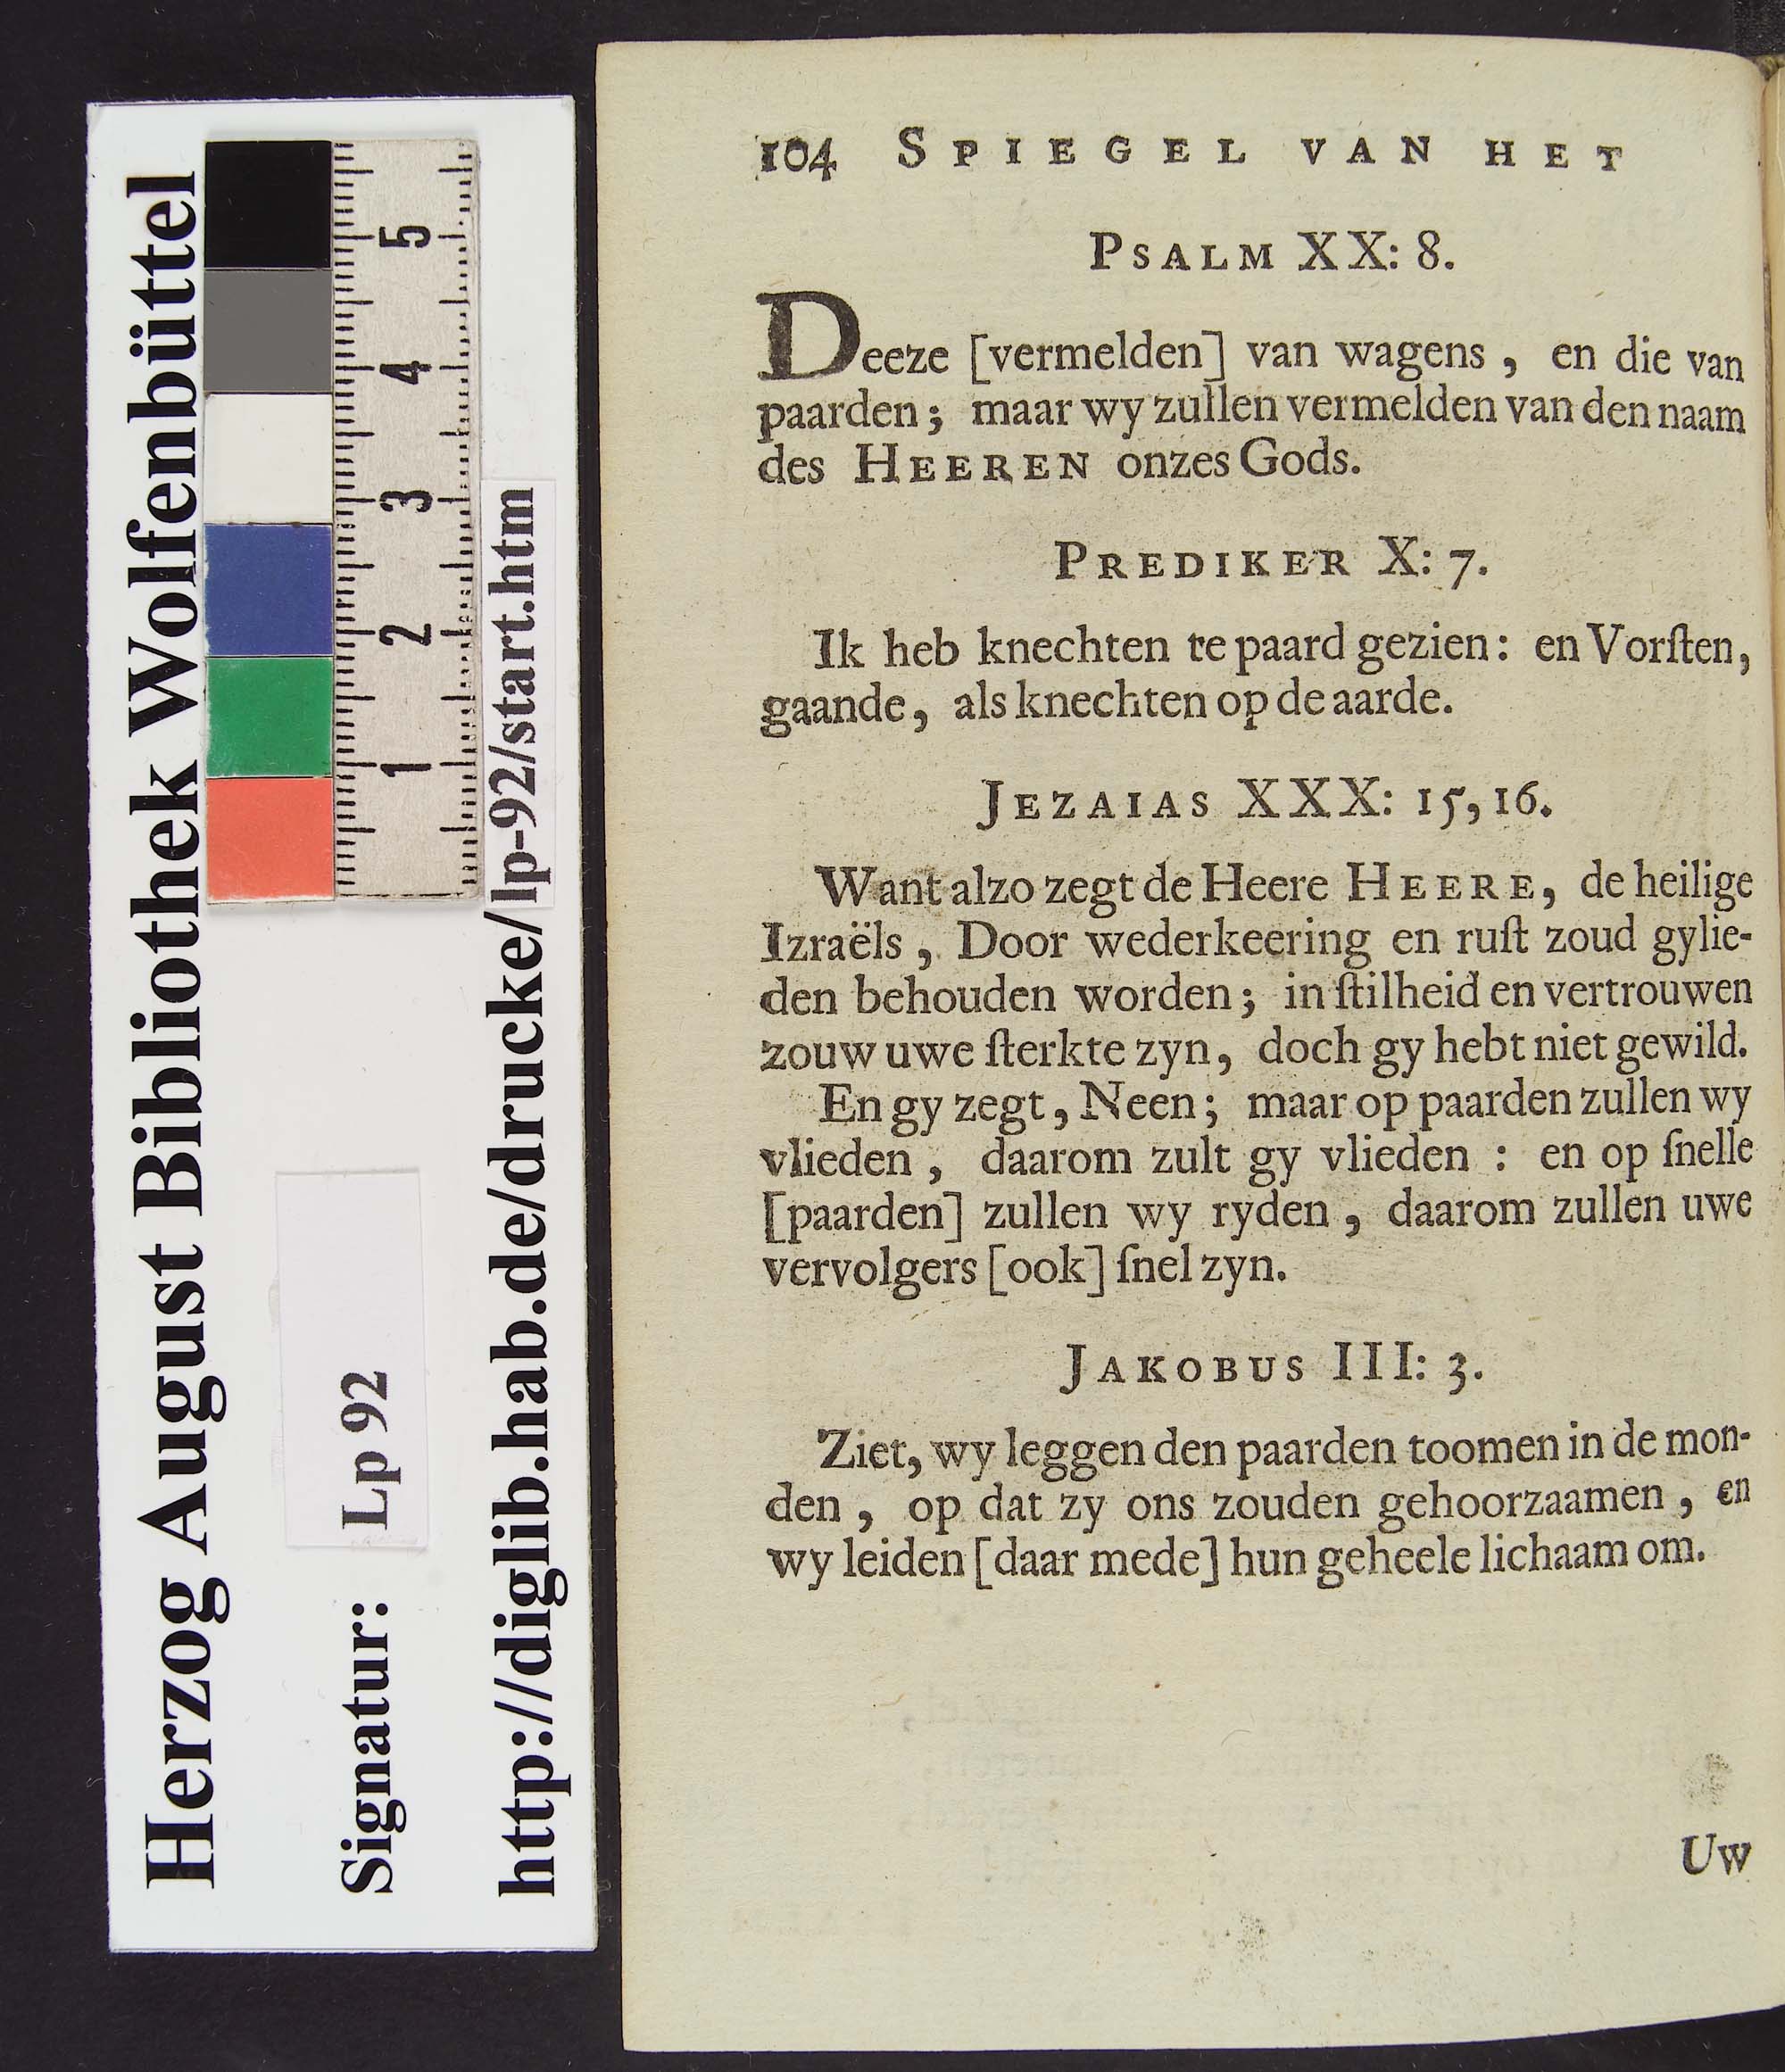 Herzog August Bibliothek Wolfenbüttel
Signatur: Lp 92
http://diglib.hab.de/drucke/lp-92/start.htm
5
4
3
2
1
104 SPIEGEL VAN HET
PSALM XX: 8.
Deeze [vermelden] van wagens, en die van
paarden; maar wy zullen vermelden van den naam
des HEEREN onzes Gods.
PREDIKER X: 7.
Ik heb knechten te paard gezien: en Vorſten,
gaande, als knechten op de aarde.
JEZAIAS XXX: 15, 16.
Want alzo zegt de Heere HEERE, de heilige
Izraëls, Door wederkeering en ruſt zoud gylie-
den behouden worden; in ſtilheid en vertrouwen
zouw uwe ſterkte zyn, doch gy hebt niet gewild.
En gy zegt, Neen; maar op paarden zullen wy
vlieden, daarom zult gy vlieden: en op ſnelle
[paarden] zullen wy ryden, daarom zullen uwe
vervolgers [ook] ſnel zyn.
JAKOBUS III: 3.
Ziet, wy leggen den paarden toomen in de mon-
den, op dat zy ons zouden gehoorzaamen, en
wy leiden [daar mede] hun geheele lichaam om.
Uw